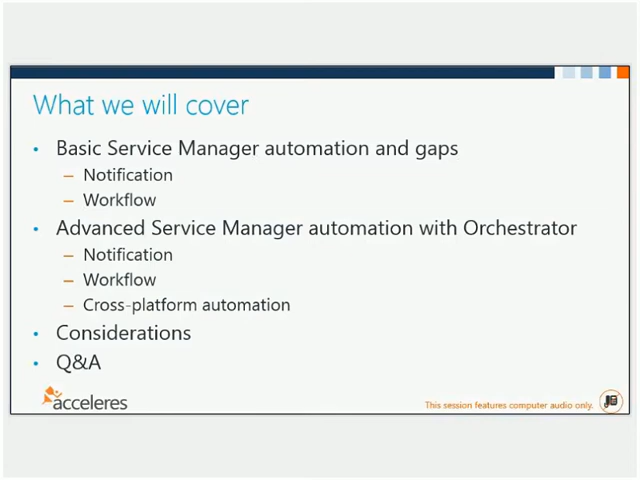 What we will cover
• Basic Service Manager automation and gaps
– Notification
– Workflow
• Advanced Service Manager automation with Orchestrator
– Notification
– Workflow
– Cross-platform automation
• Considerations
• Q&A
acceleres
This session features computer audio only.